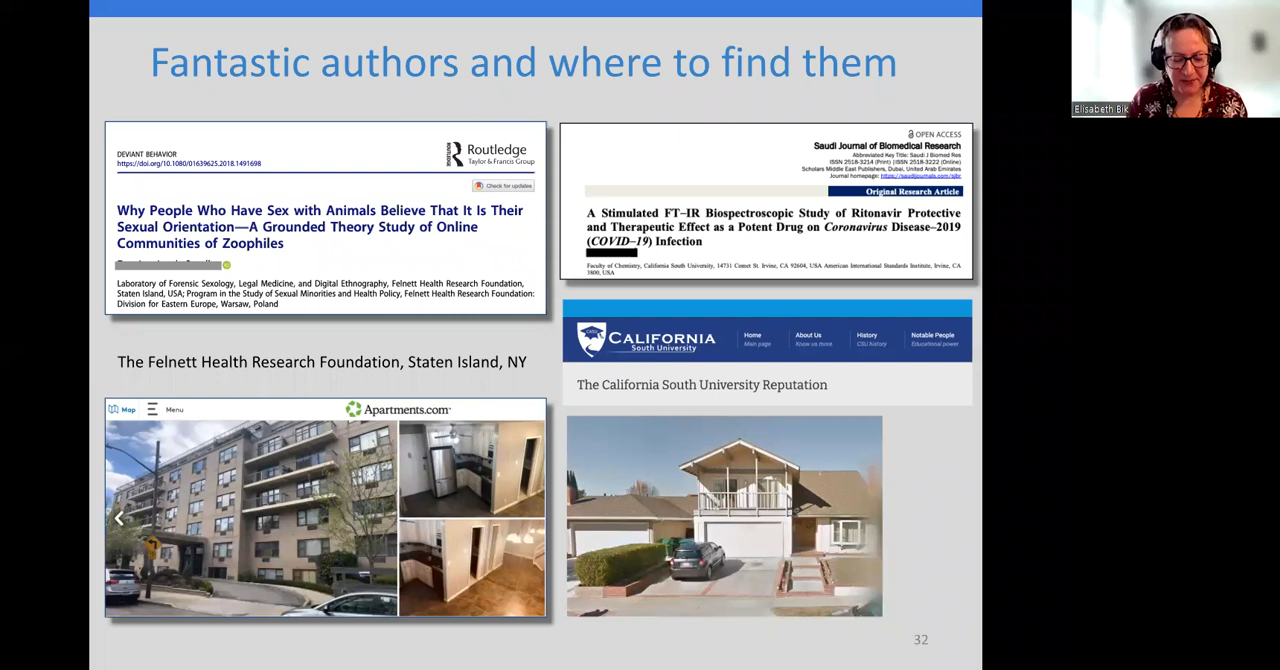 Fantastic authors and where to find them
DEVIANT BEHAVIOR
https://doi.org/10.1080/01639625.2018.1491698
Routledge
Taylor & Francis Group
ROUTLEDGE
Check for updates
Why People Who Have Sex with Animals Believe That It Is Their
Sexual Orientation—A Grounded Theory Study of Online
Communities of Zoophiles
Laboratory of Forensic Sexology, Legal Medicine, and Digital Ethnography, Felnett Health Research Foundation,
Staten Island, USA; Program in the Study of Sexual Minorities and Health Policy, Felnett Health Research Foundation:
Division for Eastern Europe, Warsaw, Poland
The Felnett Health Research Foundation, Staten Island, NY
Map
Menu
Apartments.com
OPEN ACCESS
Saudi Journal of Biomedical Research
Abbreviated Key Title: Saudi J Biomed Res
ISSN 2518-3214 (Print) |ISSN 2518-3222 (Online)
Scholars Middle East Publishers, Dubai, United Arab Emirates
Journal homepage: https://saudijournals.com/sjbr
Original Research Article
A Stimulated FT–IR Biospectroscopic Study of Ritonavir Protective
and Therapeutic Effect as a Potent Drug on Coronavirus Disease–2019
(COVID–19) Infection
Faculty of Chemistry, California South University, 14731 Comet St. Irvine, CA 92604, USA American International Standards Institute, Irvine, CA
3800, USA
CALIFORNIA
South University
Home
Main page
About Us
Know us more
History
CSU history
Notable People
Educational power
The California South University Reputation
32
Elisabeth Bik